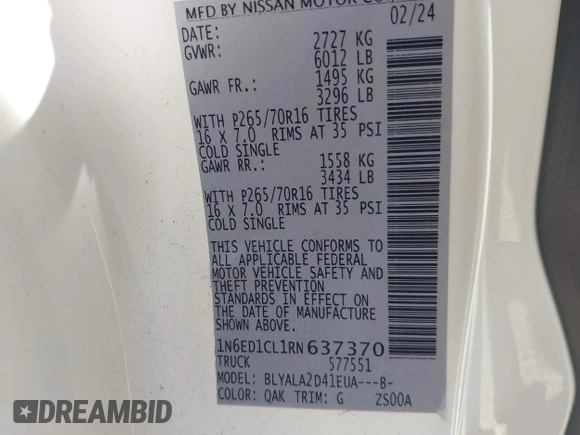 MFD BY NISSAN MOTOR CO.
DATE: 02/24
GVWR: 2727 KG
6012 LB
GAWR FR.: 1495 KG
3296 LB
WITH P265/70R16 TIRES
16 X 7.0 RIMS AT 35 PSI
COLD SINGLE
GAWR RR.: 1558 KG
3434 LB
WITH P265/70R16 TIRES
16 X 7.0 RIMS AT 35 PSI
COLD SINGLE
THIS VEHICLE CONFORMS TO
ALL APPLICABLE FEDERAL
MOTOR VEHICLE SAFETY AND
THEFT PREVENTION
STANDARDS IN EFFECT ON
THE DATE OF MANUFACTURE
SHOWN ABOVE.
1N6ED1CL1RN637370
TRUCK 577551
MODEL: BLYALA2D41EUA---B-
COLOR: QAK TRIM: G ZS00A
DREAMBID